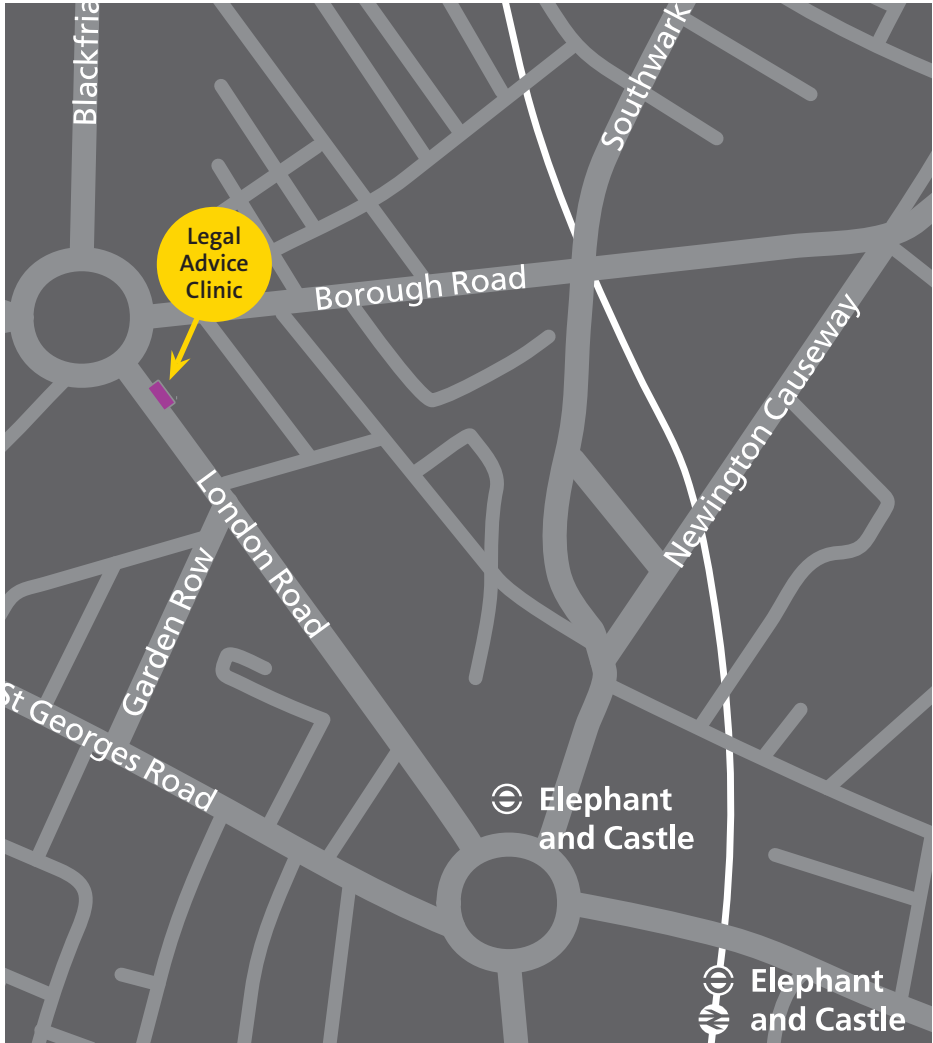 Blackfria
Southwark
Legal
Advice
Clinic
Borough Road
Newington Causeway
London Road
Garden Row
St Georges Road
Elephant
and Castle
Elephant
and Castle